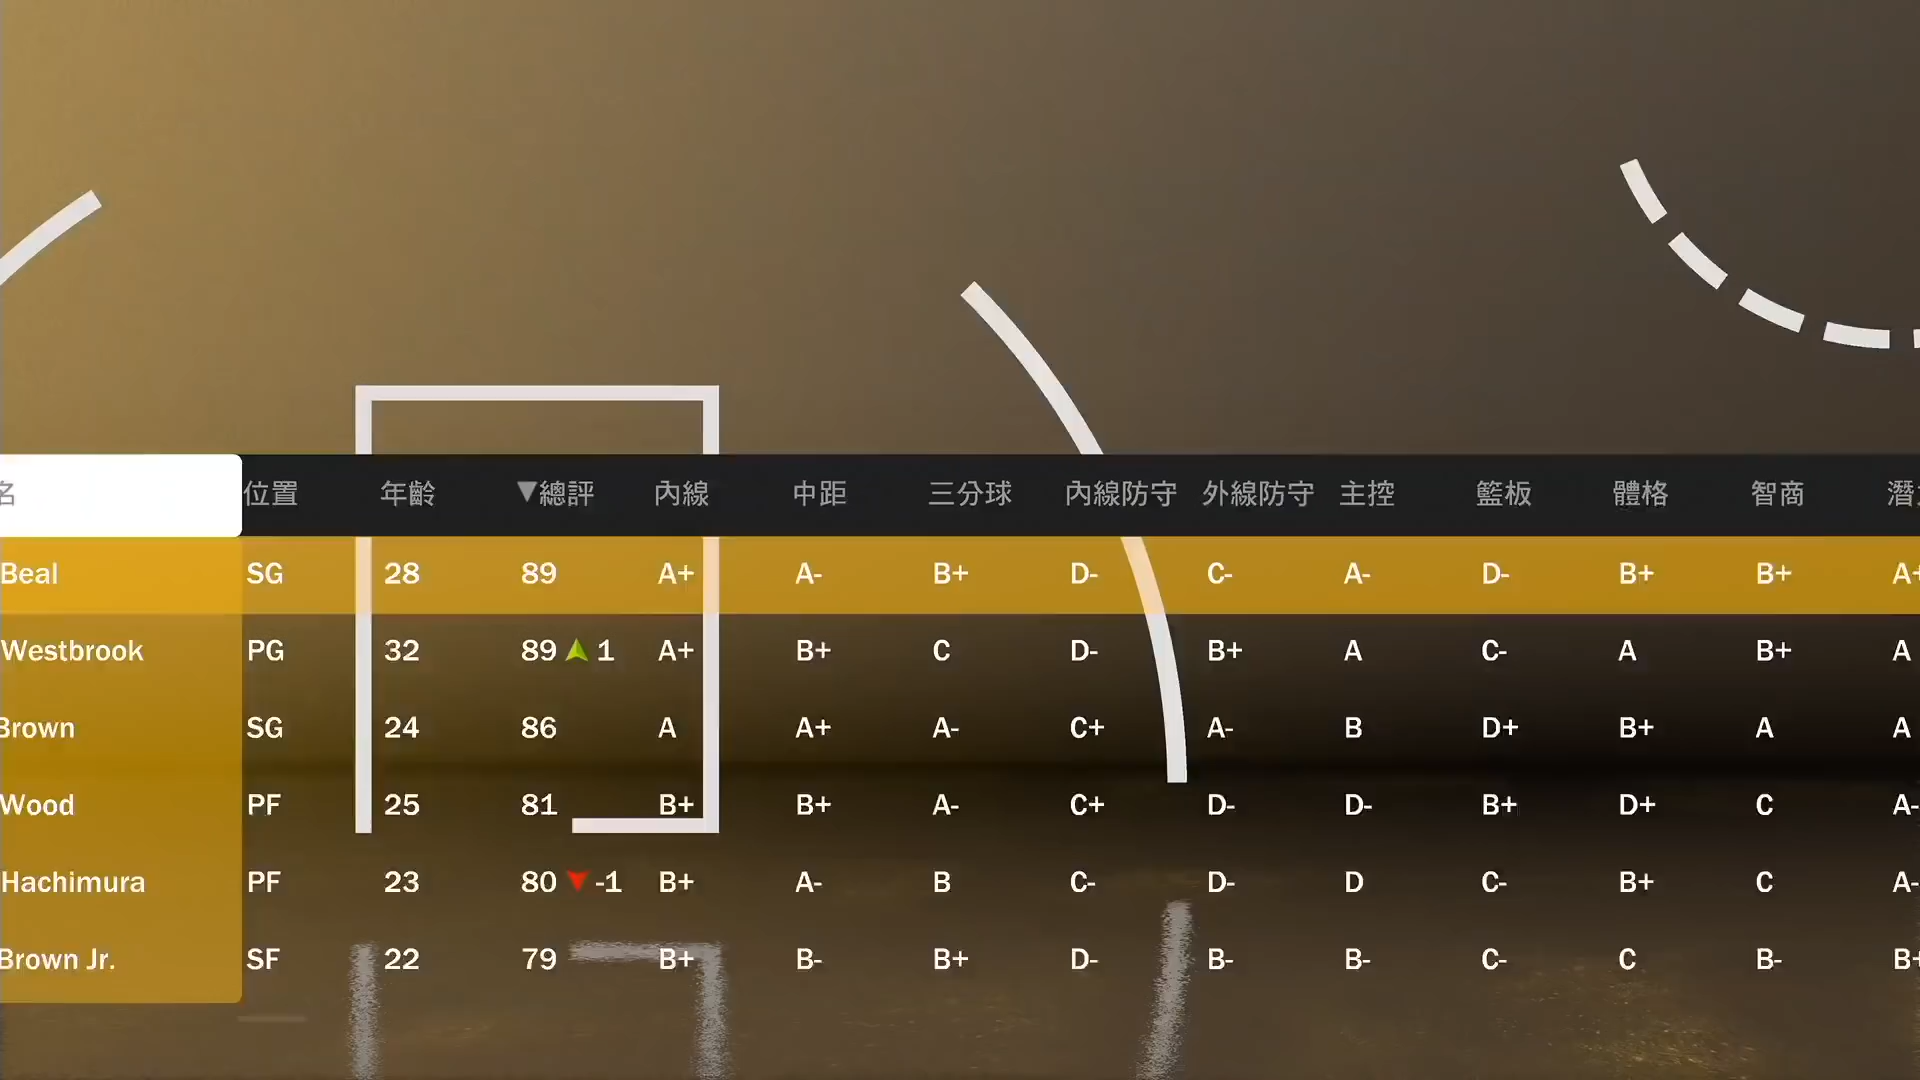 名 位置 年齡 ▼總評 內線 中距 三分球 內線防守 外線防守 主控 籃板 體格 智商 潛
Beal SG 28 89 A+ A- B+ D- C- A- D- B+ B+ A+
Westbrook PG 32 89 1 A+ B+ C D- B+ A C- A B+ A
Brown SG 24 86 A A+ A- C+ A- B D+ B+ A A
Wood PF 25 81 B+ B+ A- C+ D- D- B+ D+ C A-
Hachimura PF 23 80 -1 B+ A- B C- D- D C- B+ C A-
Brown Jr. SF 22 79 B+ B- B+ D- B- B- C- C B- B+